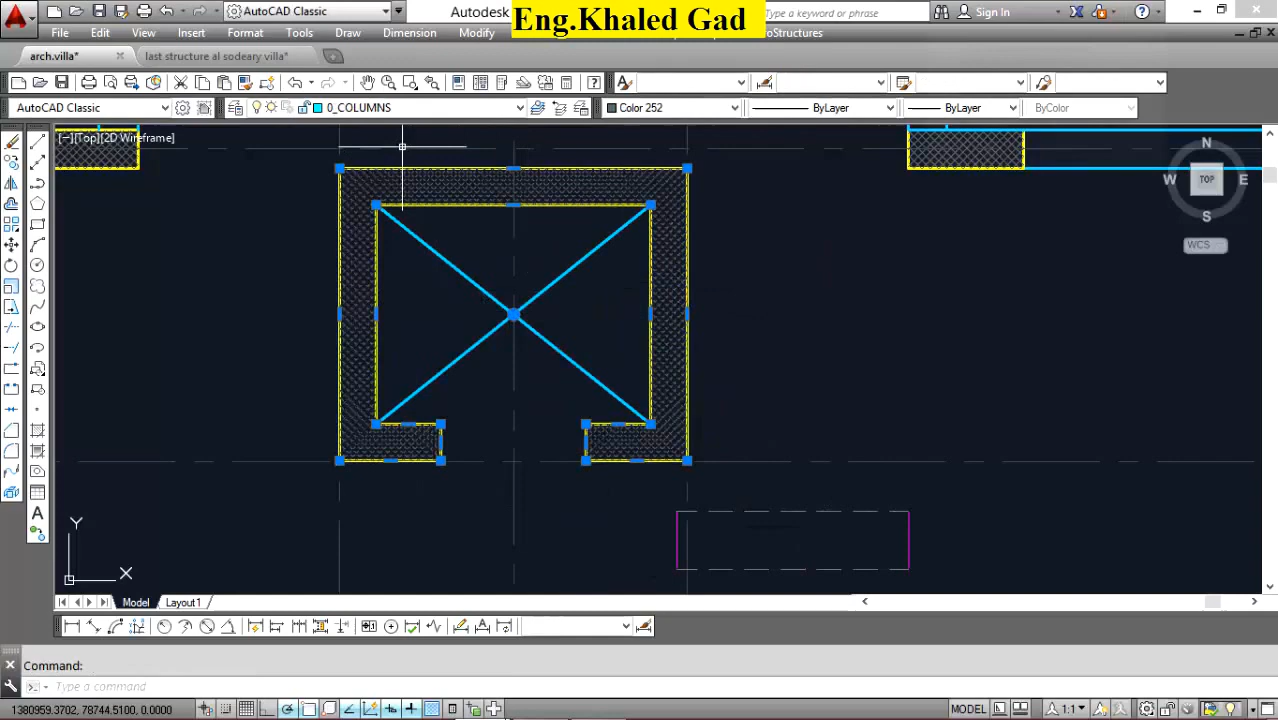 AutoCAD Classic
Autodesk
Eng.Khaled Gad
Type a keyword or phrase
Sign In
File Edit View Insert Format Tools Draw Dimension Modify
arch.villa*
last structure al sodeary villa*
AutoCAD Classic
0_COLUMNS
Color 252
ByLayer
ByLayer
ByColor
[−][Top][2D Wireframe]
N
W TOP E
S
WCS
Y
X
Model Layout1
Command:
Type a command
1380959.3702, 78744.5100, 0.0000
MODEL
1:1